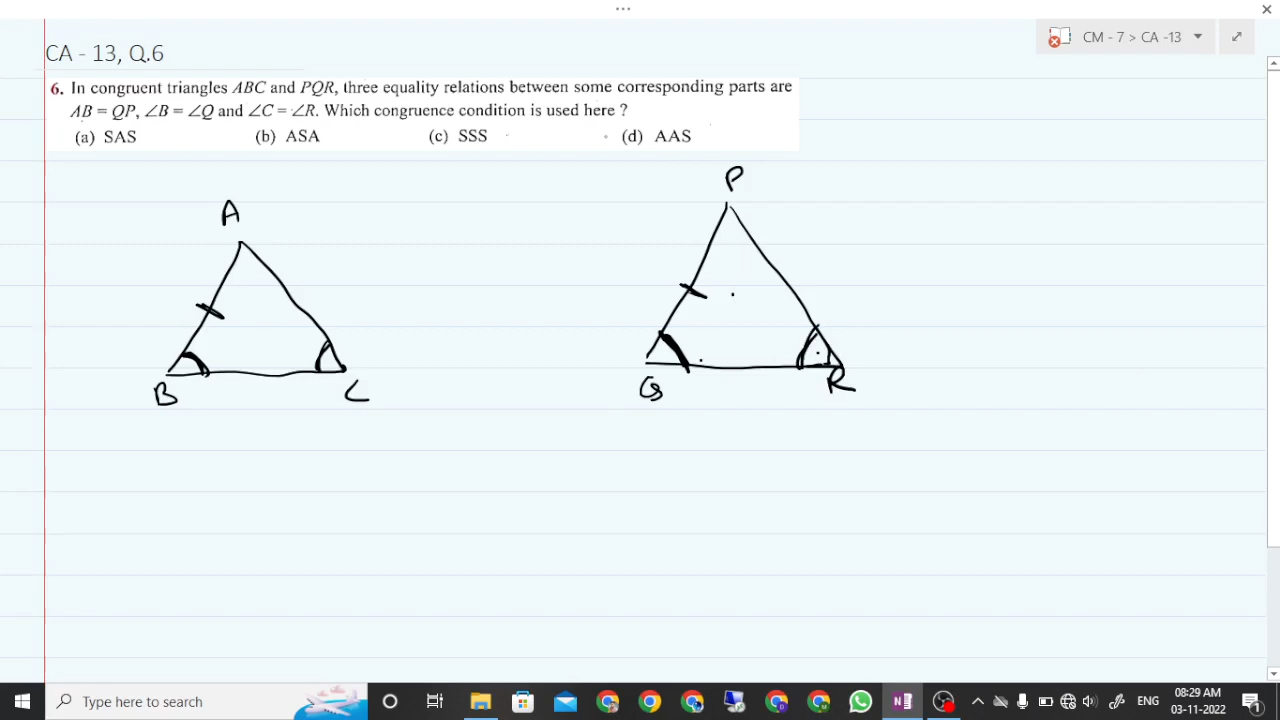 CM - 7 > CA -13
CA - 13, Q.6
6. In congruent triangles ABC and PQR, three equality relations between some corresponding parts are
AB = QP, ∠B = ∠Q and ∠C = ∠R. Which congruence condition is used here ?
(a) SAS (b) ASA (c) SSS (d) AAS
P
A
B C
Q R
Type here to search
ENG
08:29 AM
03-11-2022
1